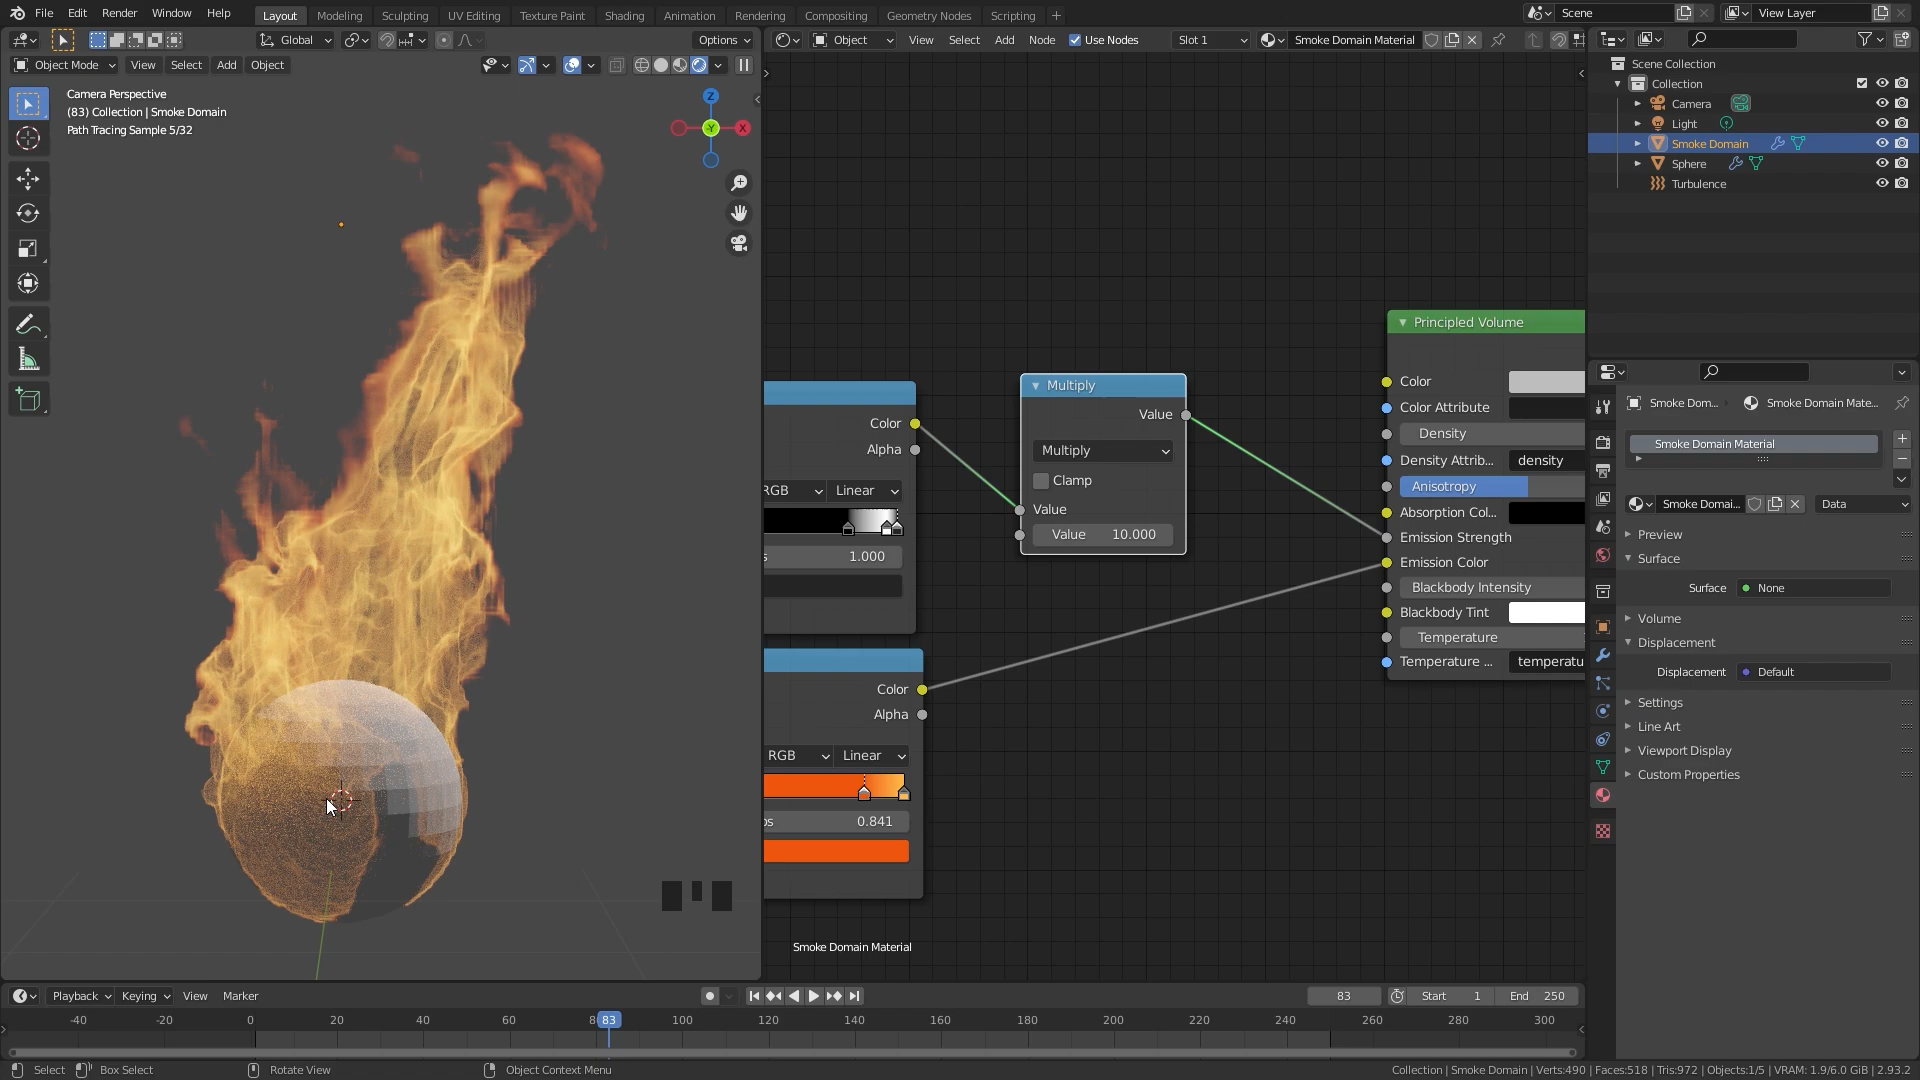 File Edit Render Window Help
Layout Modeling Sculpting UV Editing Texture Paint Shading Animation Rendering Compositing Geometry Nodes Scripting +
Scene
View Layer
Global
Options
Object
View Select Add Node Use Nodes
Slot 1
Smoke Domain Material
Object Mode View Select Add Object
Camera Perspective
(83) Collection | Smoke Domain
Path Tracing Sample 5/32
Z
-Y
X
Color
Alpha
RGB
Linear
1.000
Color
Alpha
RGB
Linear
0.841
Multiply
Value
Multiply
Clamp
Value
Value 10.000
Principled Volume
Color
Color Attribute
Density
Density Attrib... density
Anisotropy
Absorption Col...
Emission Strength
Emission Color
Blackbody Intensity
Blackbody Tint
Temperature
Temperature ... temperatu
Smoke Domain Material
Scene Collection
Collection
Camera
Light
Smoke Domain
Sphere
Turbulence
Smoke Dom...
Smoke Domain Mate...
Smoke Domain Material
Smoke Domai...
Data
Preview
Surface
Surface None
Volume
Displacement
Displacement Default
Settings
Line Art
Viewport Display
Custom Properties
Playback Keying View Marker
83
Start 1
End 250
-40 -20 0 20 40 60 8 83 100 120 140 160 180 200 220 240 260 280 300
Select Box Select Rotate View Object Context Menu
Collection | Smoke Domain | Verts:490 | Faces:518 | Tris:972 | Objects:1/5 | VRAM: 1.9/6.0 GiB | 2.93.2